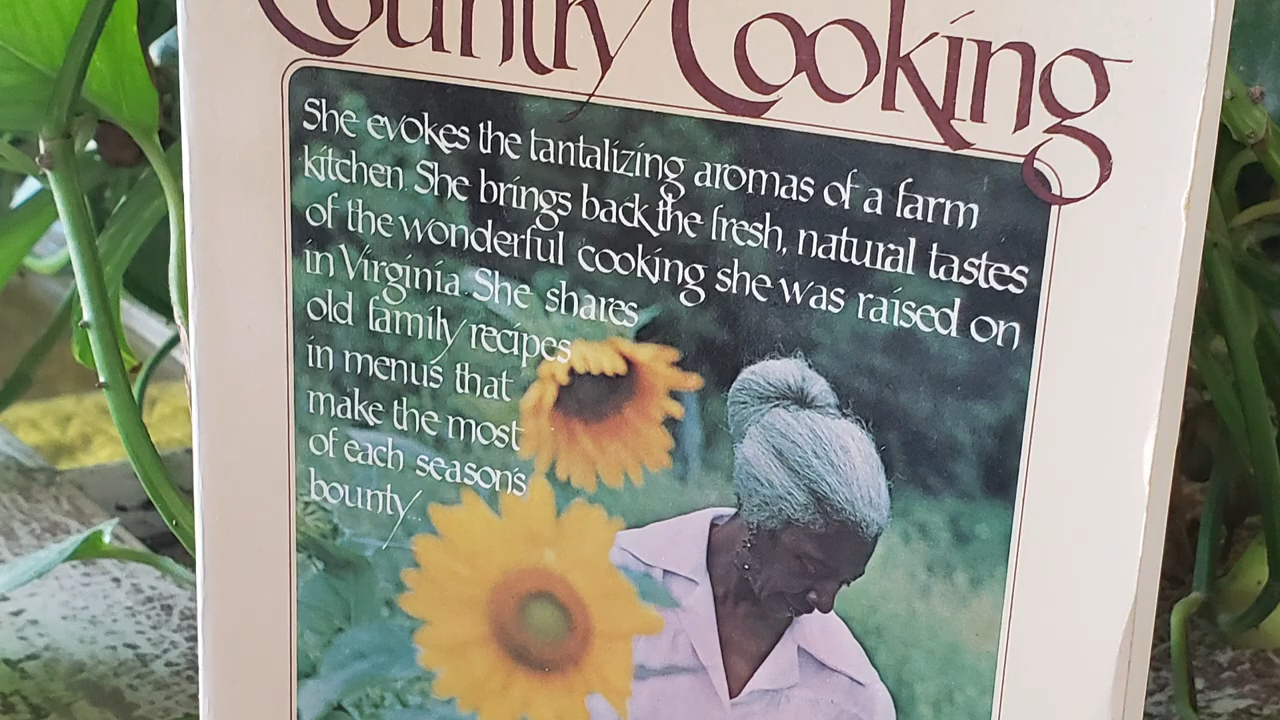 Country Cooking
She evokes the tantalizing aromas of a farm
kitchen. She brings back the fresh, natural tastes
of the wonderful cooking she was raised on
in Virginia. She shares
old family recipes
in menus that
make the most
of each season's
bounty...